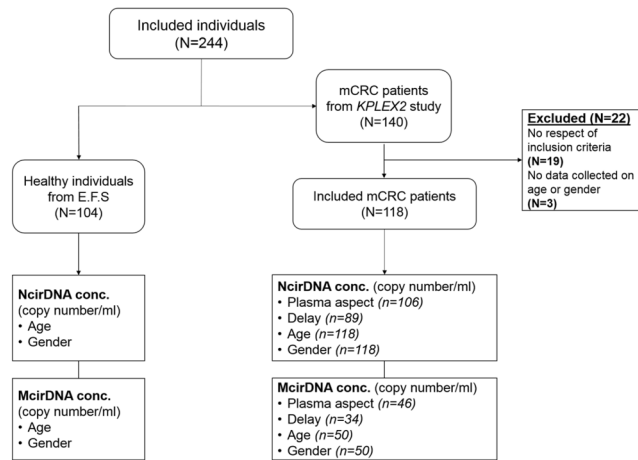 Included individuals
(N=244)
mCRC patients
from KPLEX2 study
(N=140)
Excluded (N=22)
No respect of
inclusion criteria
(N=19)
No data collected on
age or gender
(N=3)
Healthy individuals
from E.F.S
(N=104)
Included mCRC patients
(N=118)
NcirDNA conc.
(copy number/ml)
• Age
• Gender
NcirDNA conc. (copy number/ml)
• Plasma aspect (n=106)
• Delay (n=89)
• Age (n=118)
• Gender (n=118)
McirDNA conc.
(copy number/ml)
• Age
• Gender
McirDNA conc. (copy number/ml)
• Plasma aspect (n=46)
• Delay (n=34)
• Age (n=50)
• Gender (n=50)